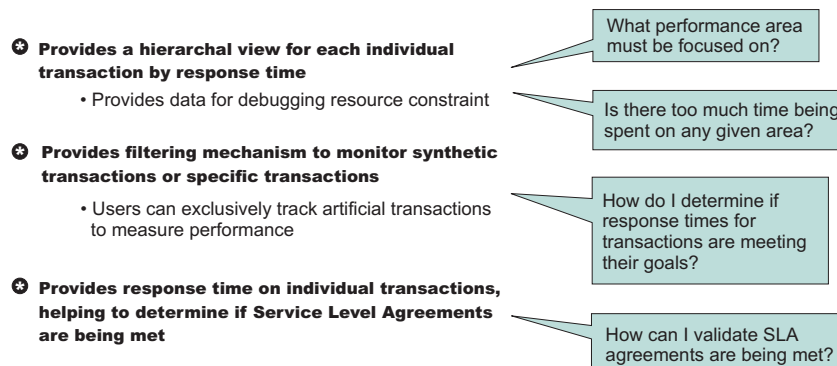 Provides a hierarchal view for each individual
transaction by response time
• Provides data for debugging resource constraint
Provides filtering mechanism to monitor synthetic
transactions or specific transactions
• Users can exclusively track artificial transactions
to measure performance
Provides response time on individual transactions,
helping to determine if Service Level Agreements
are being met
What performance area
must be focused on?
Is there too much time being
spent on any given area?
How do I determine if
response times for
transactions are meeting
their goals?
How can I validate SLA
agreements are being met?